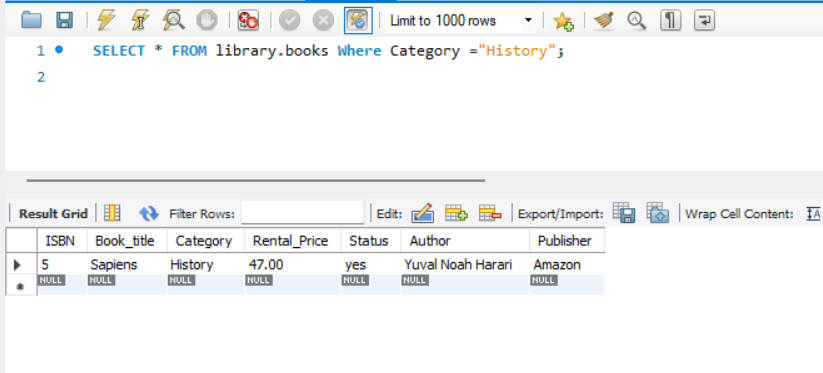 Limit to 1000 rows
1 SELECT * FROM library.books Where Category ="History";
2
Result Grid Filter Rows: Edit: Export/Import: Wrap Cell Content: IA
ISBN Book_title Category Rental_Price Status Author Publisher
5 Sapiens History 47.00 yes Yuval Noah Harari Amazon
NULL NULL NULL NULL NULL NULL NULL